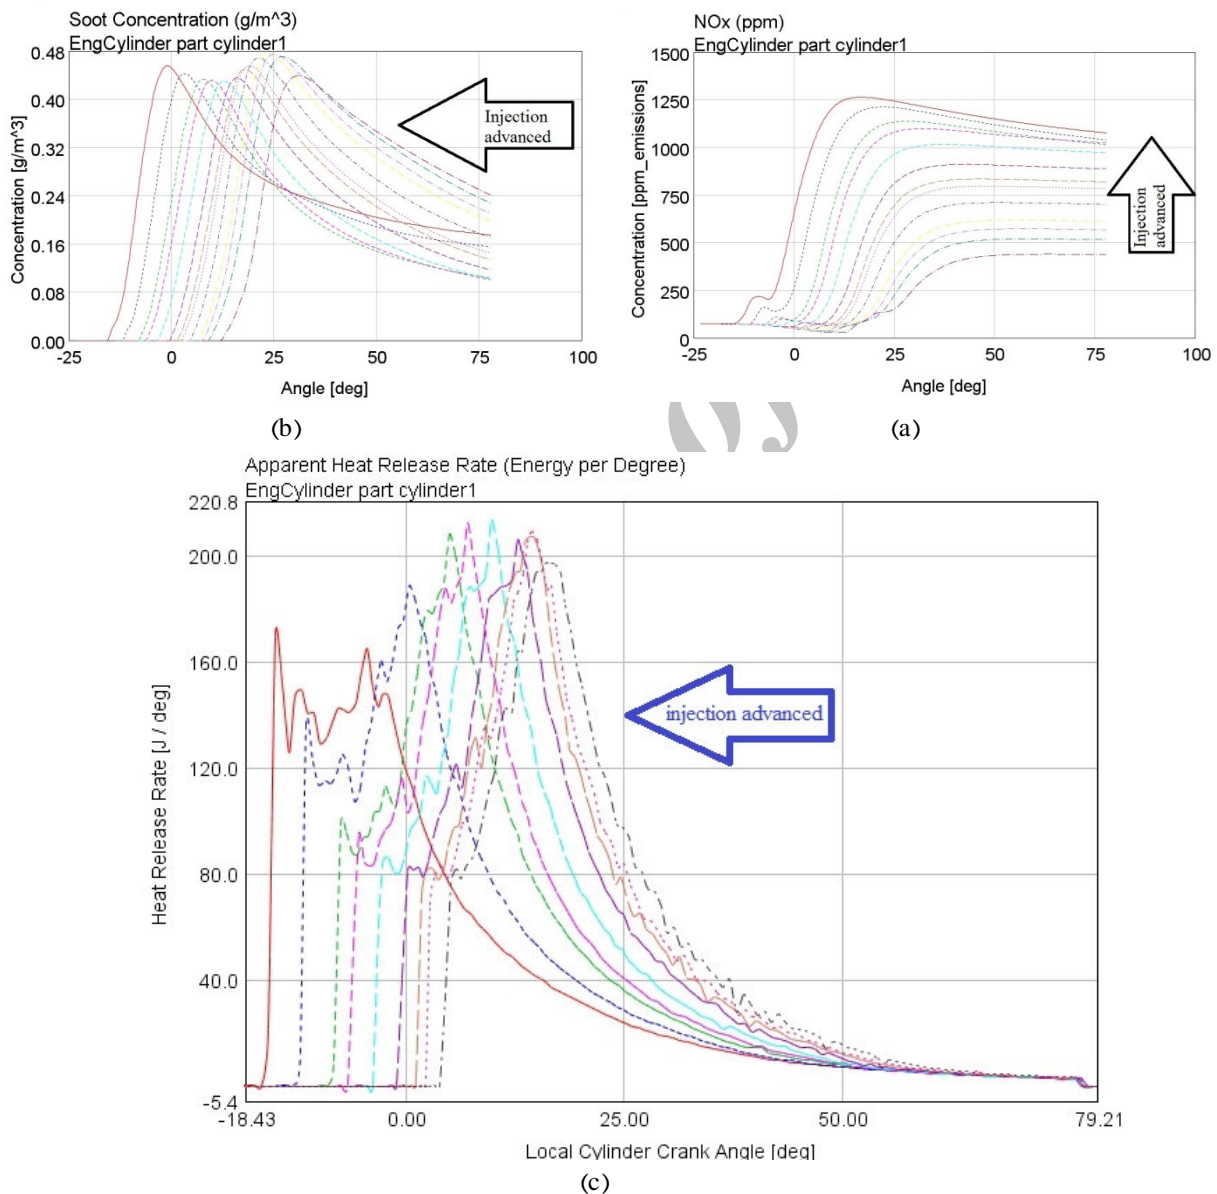 Soot Concentration (g/m^3)
EngCylinder part cylinder1
Concentration [g/m^3]
0.48
0.40
0.32
0.24
0.16
0.08
0.00
-25
0
25
50
75
100
Angle [deg]
Injection
advanced
(b)
NOx (ppm)
EngCylinder part cylinder1
Concentration [ppm_emissions]
1500
1250
1000
750
500
250
0
-25
0
25
50
75
100
Angle [deg]
Injection
advanced
(a)
Apparent Heat Release Rate (Energy per Degree)
EngCylinder part cylinder1
Heat Release Rate [J / deg]
220.8
200.0
160.0
120.0
80.0
40.0
-5.4
-18.43
0.00
25.00
50.00
79.21
Local Cylinder Crank Angle [deg]
injection advanced
(c)